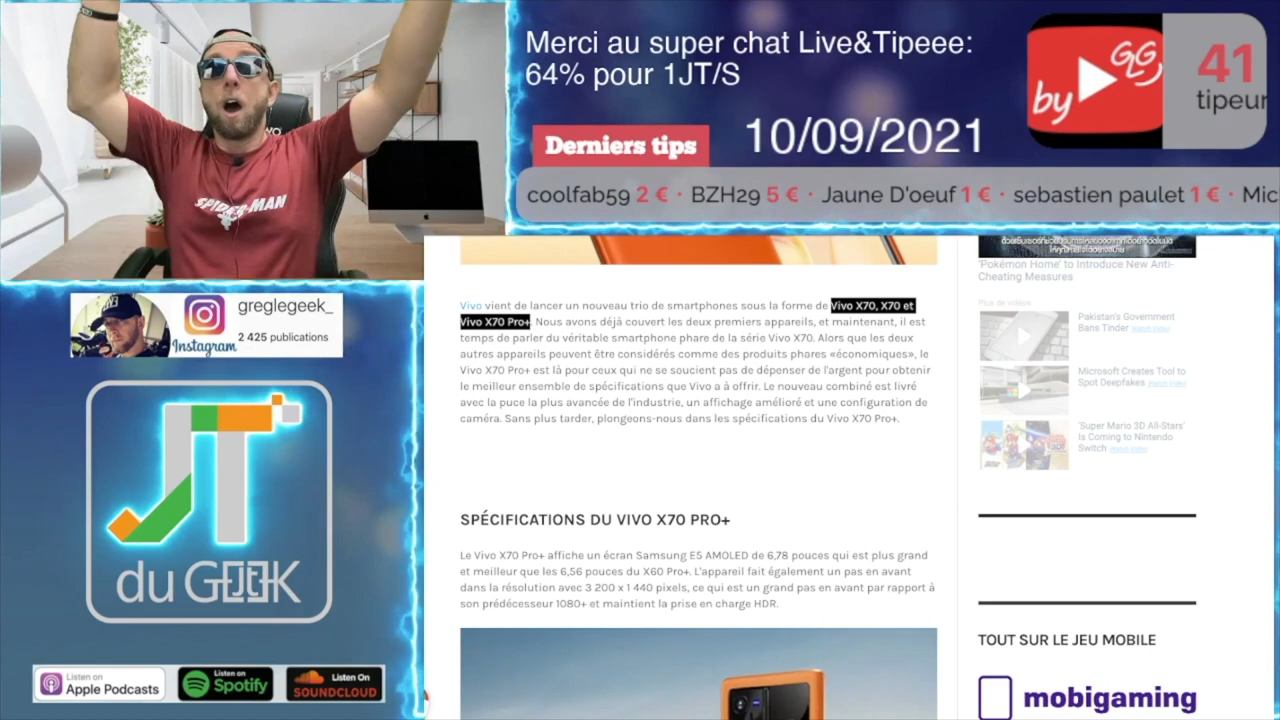 Merci au super chat Live&Tipeee:
64% pour 1JT/S
Derniers tips
10/09/2021
by GLG
41
tipeur
coolfab59 2 € · BZH29 5 € · Jaune D'oeuf 1 € · sebastien paulet 1 € · Mic
SPIDER-MAN
greglegeek_
2 425 publications
Instagram
JT
du GEEK
Listen on
Apple Podcasts
Listen on
Spotify
Listen On
SOUNDCLOUD
Vivo vient de lancer un nouveau trio de smartphones sous la forme de Vivo X70, X70 et
Vivo X70 Pro+. Nous avons déjà couvert les deux premiers appareils, et maintenant, il est
temps de parler du véritable smartphone phare de la série Vivo X70. Alors que les deux
autres appareils peuvent être considérés comme des produits phares «économiques», le
Vivo X70 Pro+ est là pour ceux qui ne se soucient pas de dépenser de l'argent pour obtenir
le meilleur ensemble de spécifications que Vivo a à offrir. Le nouveau combiné est livré
avec la puce la plus avancée de l'industrie, un affichage amélioré et une configuration de
caméra. Sans plus tarder, plongeons-nous dans les spécifications du Vivo X70 Pro+.
SPÉCIFICATIONS DU VIVO X70 PRO+
Le Vivo X70 Pro+ affiche un écran Samsung E5 AMOLED de 6,78 pouces qui est plus grand
et meilleur que les 6,56 pouces du X60 Pro+. L'appareil fait également un pas en avant
dans la résolution avec 3 200 x 1 440 pixels, ce qui est un grand pas en avant par rapport à
son prédécesseur 1080+ et maintient la prise en charge HDR.
'Pokémon Home' to Introduce New Anti-
Cheating Measures
Plus de vidéos
Pakistan's Government
Bans Tinder Watch Video
Microsoft Creates Tool to
Spot Deepfakes Watch Video
'Super Mario 3D All-Stars'
Is Coming to Nintendo
Switch Watch Video
TOUT SUR LE JEU MOBILE
mobigaming